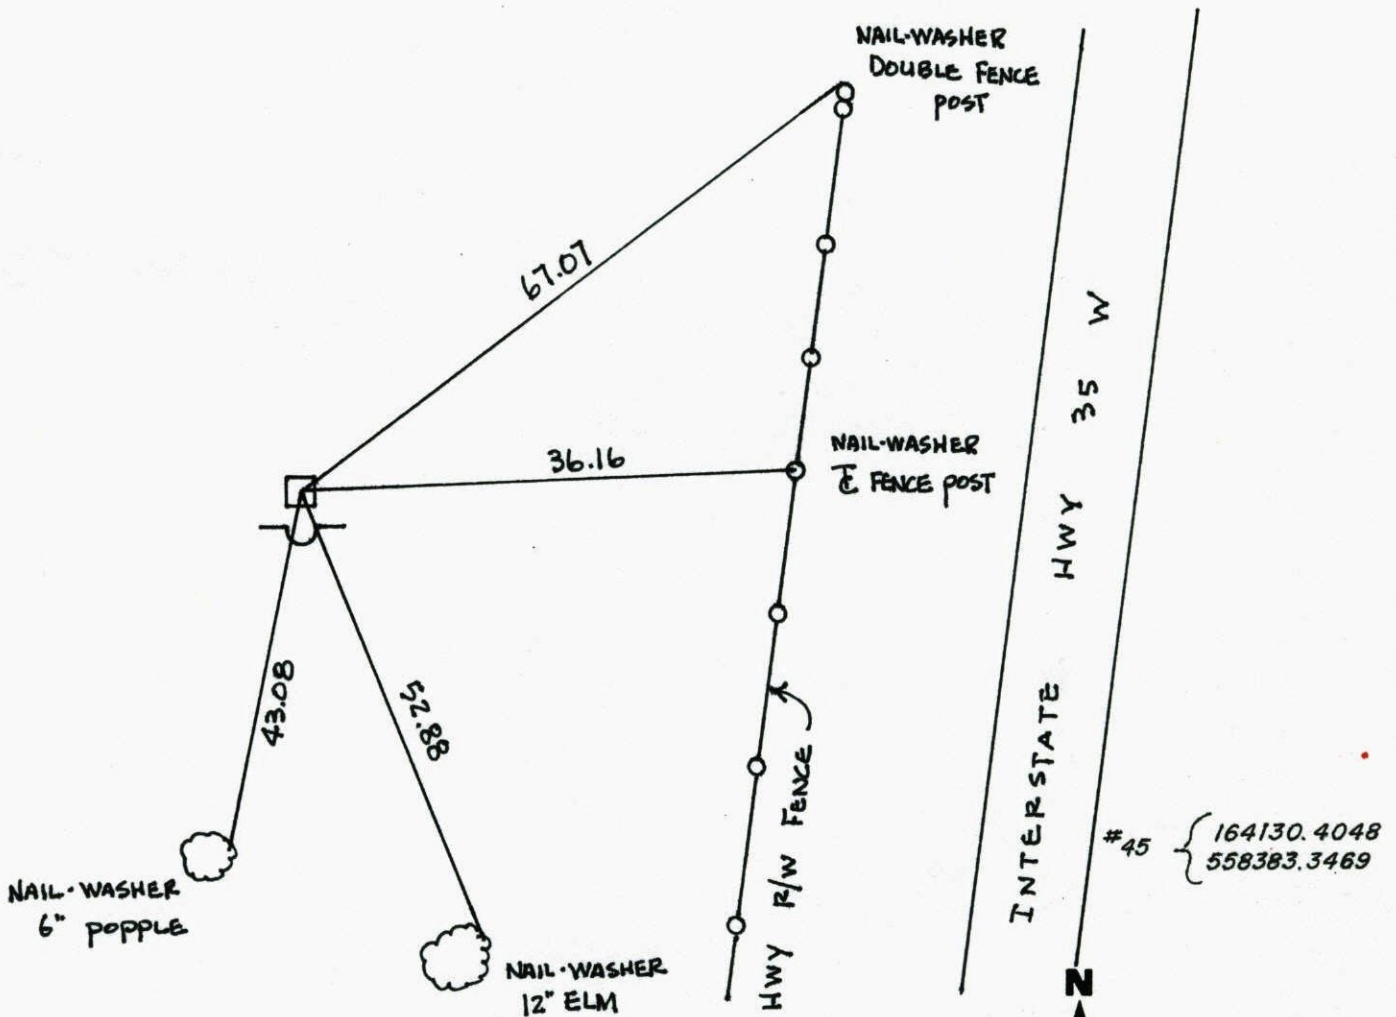 NAIL-WASHER
DOUBLE FENCE
POST
67.07
36.16
NAIL-WASHER
℄ FENCE POST
43.08
52.88
NAIL-WASHER
6" POPPLE
NAIL-WASHER
12" ELM
HWY R/W FENCE
INTERSTATE HWY 35 W
#45
164130.4048
558383.3469
N